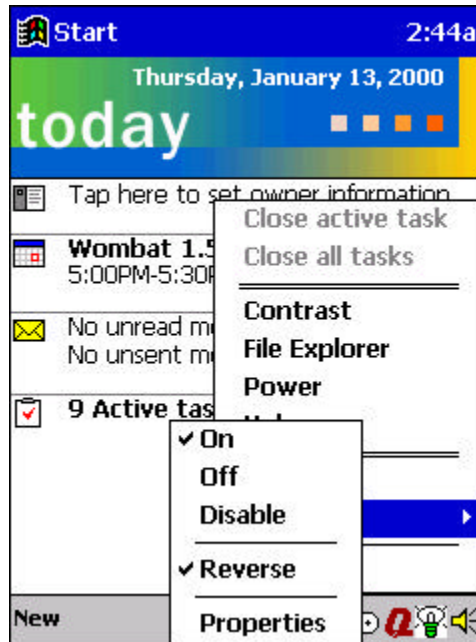 Start 2:44a
Thursday, January 13, 2000
today
Tap here to set owner information
Wombat 1.5
5:00PM-5:30P
No unread m
No unsent m
9 Active tas
Close active task
Close all tasks
Contrast
File Explorer
Power
On
Off
Disable
Reverse
Properties
New